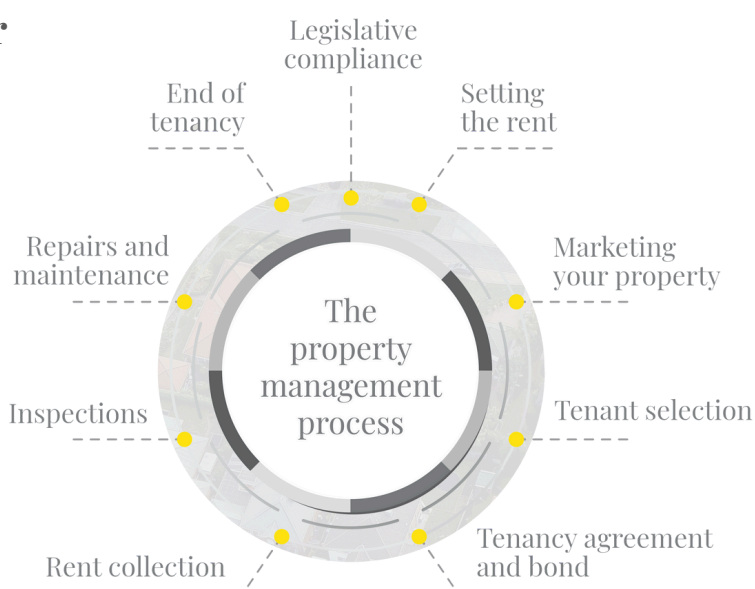 Legislative
compliance
Setting
the rent
Marketing
your property
Tenant selection
Tenancy agreement
and bond
Rent collection
Inspections
Repairs and
maintenance
End of
tenancy
The
property
management
process